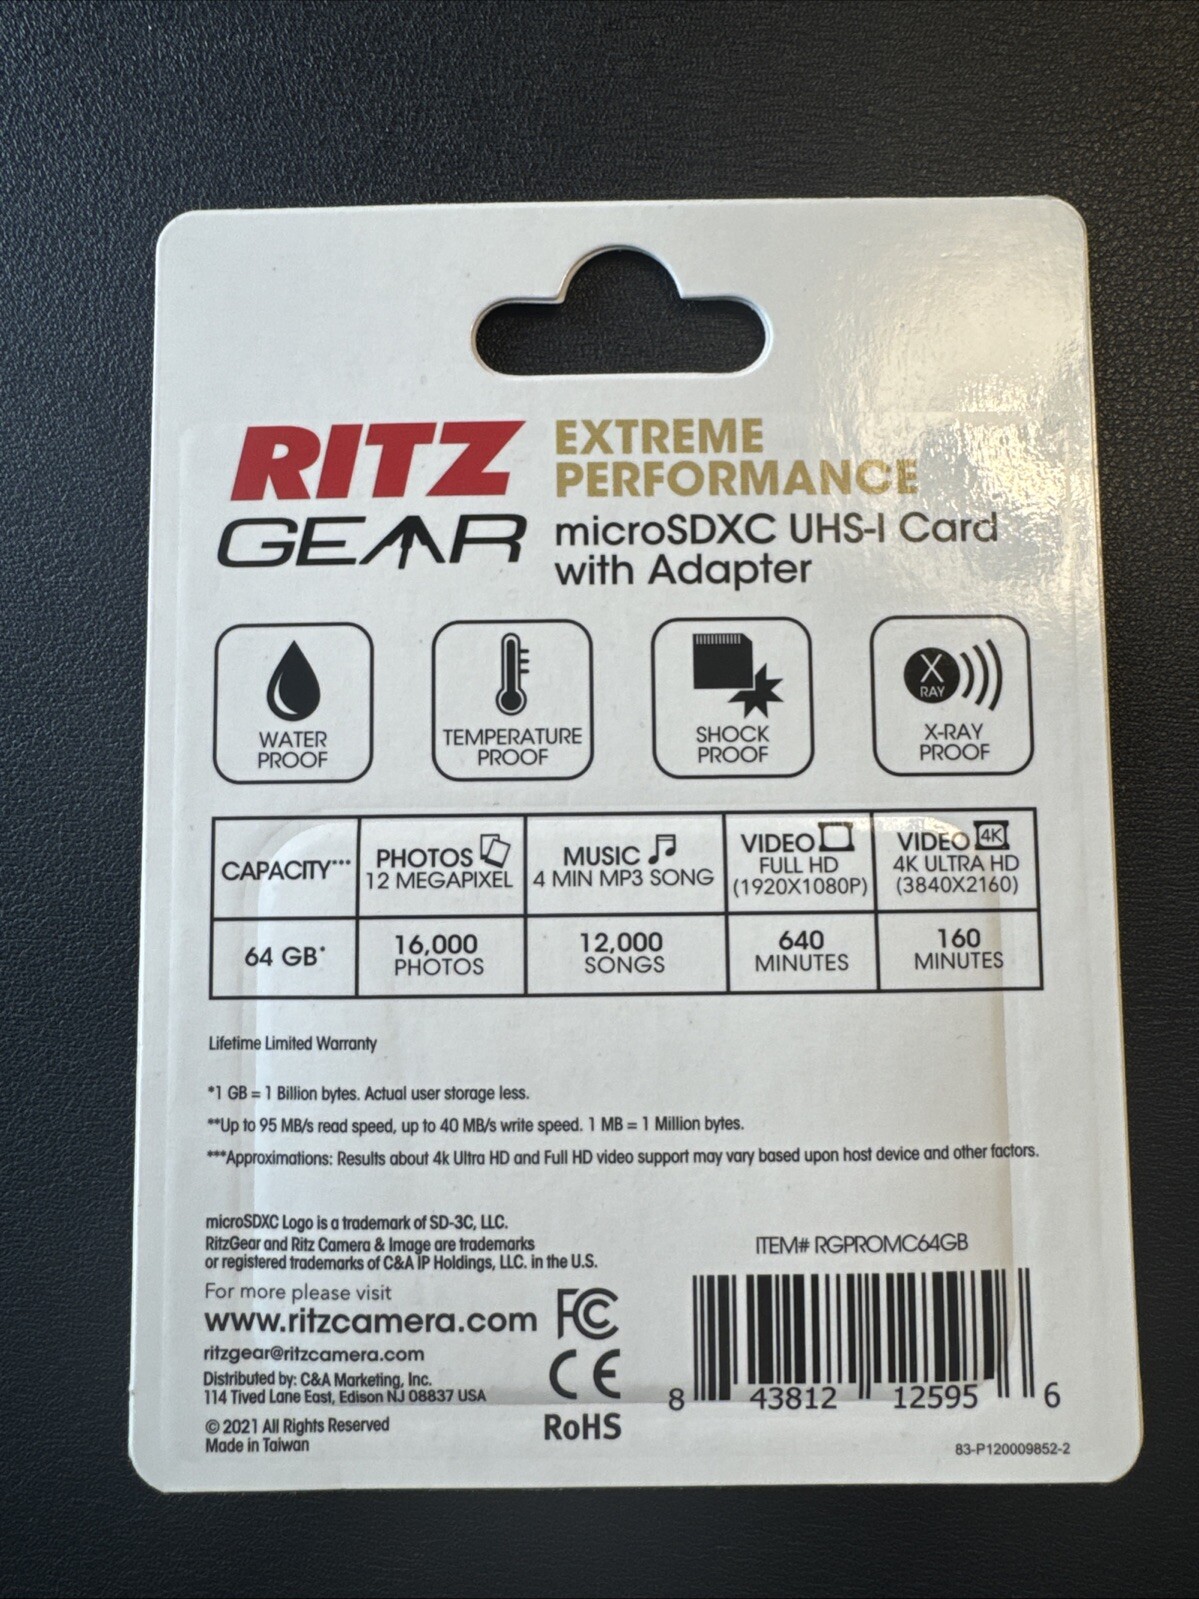 RITZ
GEAR
EXTREME
PERFORMANCE
microSDXC UHS-I Card
with Adapter
WATER
PROOF
TEMPERATURE
PROOF
SHOCK
PROOF
X
RAY
X-RAY
PROOF
CAPACITY***
PHOTOS
12 MEGAPIXEL
MUSIC
4 MIN MP3 SONG
VIDEO
FULL HD
(1920X1080P)
VIDEO 4K
4K ULTRA HD
(3840X2160)
64 GB*
16,000
PHOTOS
12,000
SONGS
640
MINUTES
160
MINUTES
Lifetime Limited Warranty
*1 GB = 1 Billion bytes. Actual user storage less.
**Up to 95 MB/s read speed, up to 40 MB/s write speed. 1 MB = 1 Million bytes.
***Approximations: Results about 4k Ultra HD and Full HD video support may vary based upon host device and other factors.
microSDXC Logo is a trademark of SD-3C, LLC.
RitzGear and Ritz Camera & Image are trademarks
or registered trademarks of C&A IP Holdings, LLC. in the U.S.
For more please visit
www.ritzcamera.com
ritzgear@ritzcamera.com
Distributed by: C&A Marketing, Inc.
114 Tived Lane East, Edison NJ 08837 USA
© 2021 All Rights Reserved
Made in Taiwan
FC
CE
RoHS
ITEM# RGPROMC64GB
8 43812 12595 6
83-P120009852-2